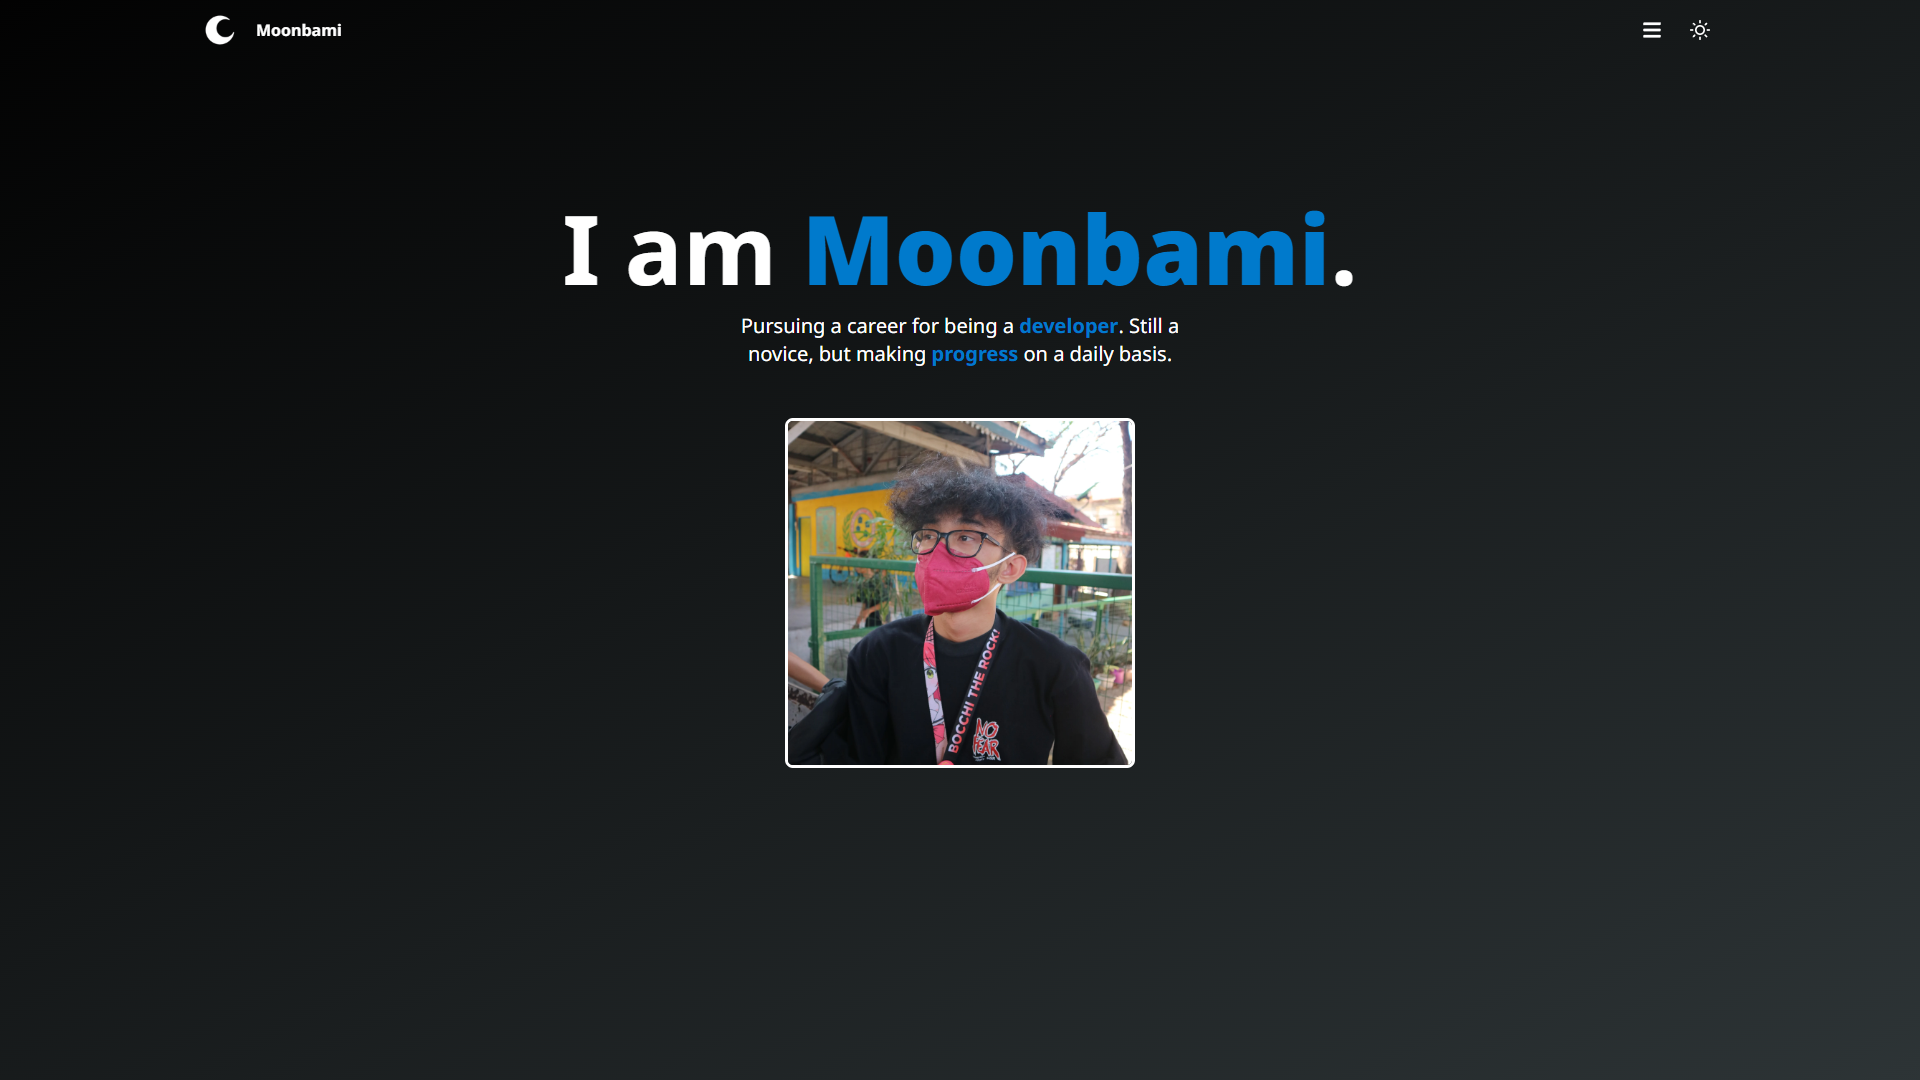 Moonbami
I am Moonbami.
Pursuing a career for being a developer. Still a
novice, but making progress on a daily basis.
BOCCHI THE ROCK!
NO
FEAR